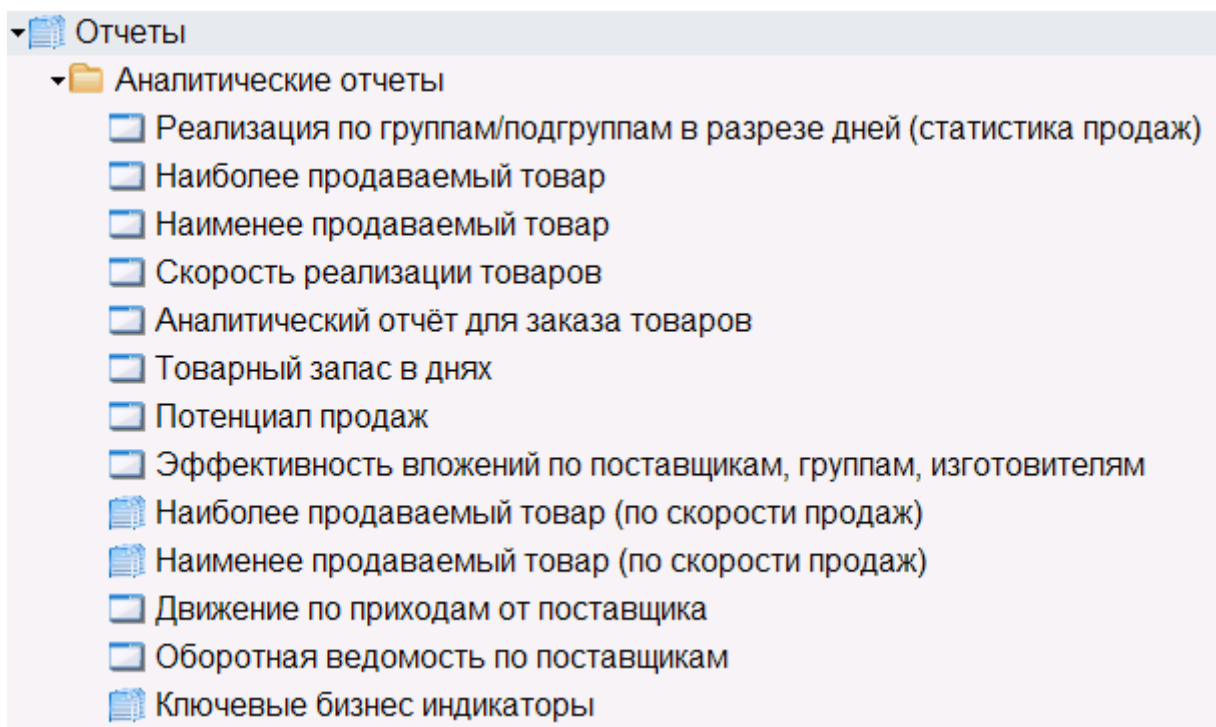 Отчеты
Аналитические отчеты
Реализация по группам/подгруппам в разрезе дней (статистика продаж)
Наиболее продаваемый товар
Наименее продаваемый товар
Скорость реализации товаров
Аналитический отчёт для заказа товаров
Товарный запас в днях
Потенциал продаж
Эффективность вложений по поставщикам, группам, изготовителям
Наиболее продаваемый товар (по скорости продаж)
Наименее продаваемый товар (по скорости продаж)
Движение по приходам от поставщика
Оборотная ведомость по поставщикам
Ключевые бизнес индикаторы